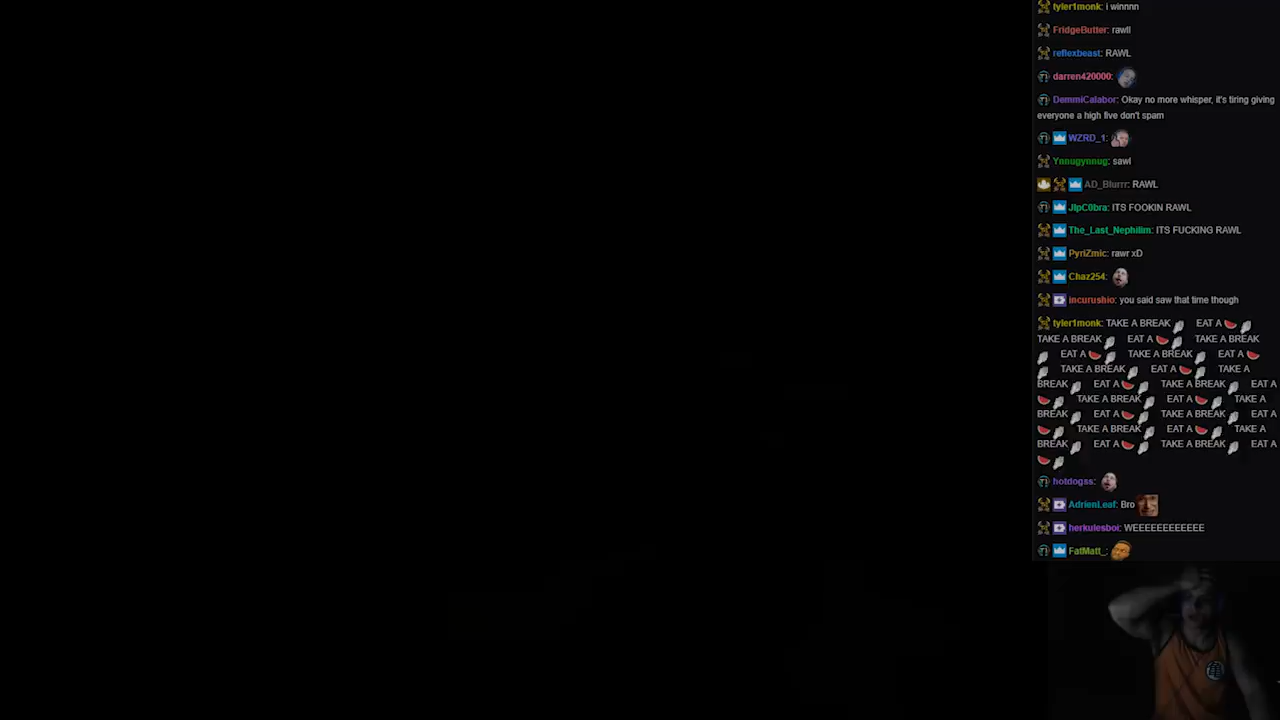 tyler1monk: i winnnn
FridgeButter: rawll
reflexbeast: RAWL
darren420000:
DemmiCalabor: Okay no more whisper, it's tiring giving
everyone a high five don't spam
WZRD_1:
Ynnugynnug: sawl
AD_Blurrr: RAWL
JlpC0bra: ITS FOOKIN RAWL
The_Last_Nephilim: ITS FUCKING RAWL
PyriZmic: rawr xD
Chaz254:
incurushio: you said saw that time though
tyler1monk: TAKE A BREAK EAT A
TAKE A BREAK EAT A TAKE A BREAK
EAT A TAKE A BREAK EAT A
TAKE A BREAK EAT A TAKE A
BREAK EAT A TAKE A BREAK EAT A
TAKE A BREAK EAT A TAKE A
BREAK EAT A TAKE A BREAK EAT A
TAKE A BREAK EAT A TAKE A
BREAK EAT A TAKE A BREAK EAT A
hotdogss:
AdrienLeaf: Bro
herkulesboi: WEEEEEEEEEEEE
FatMatt_: